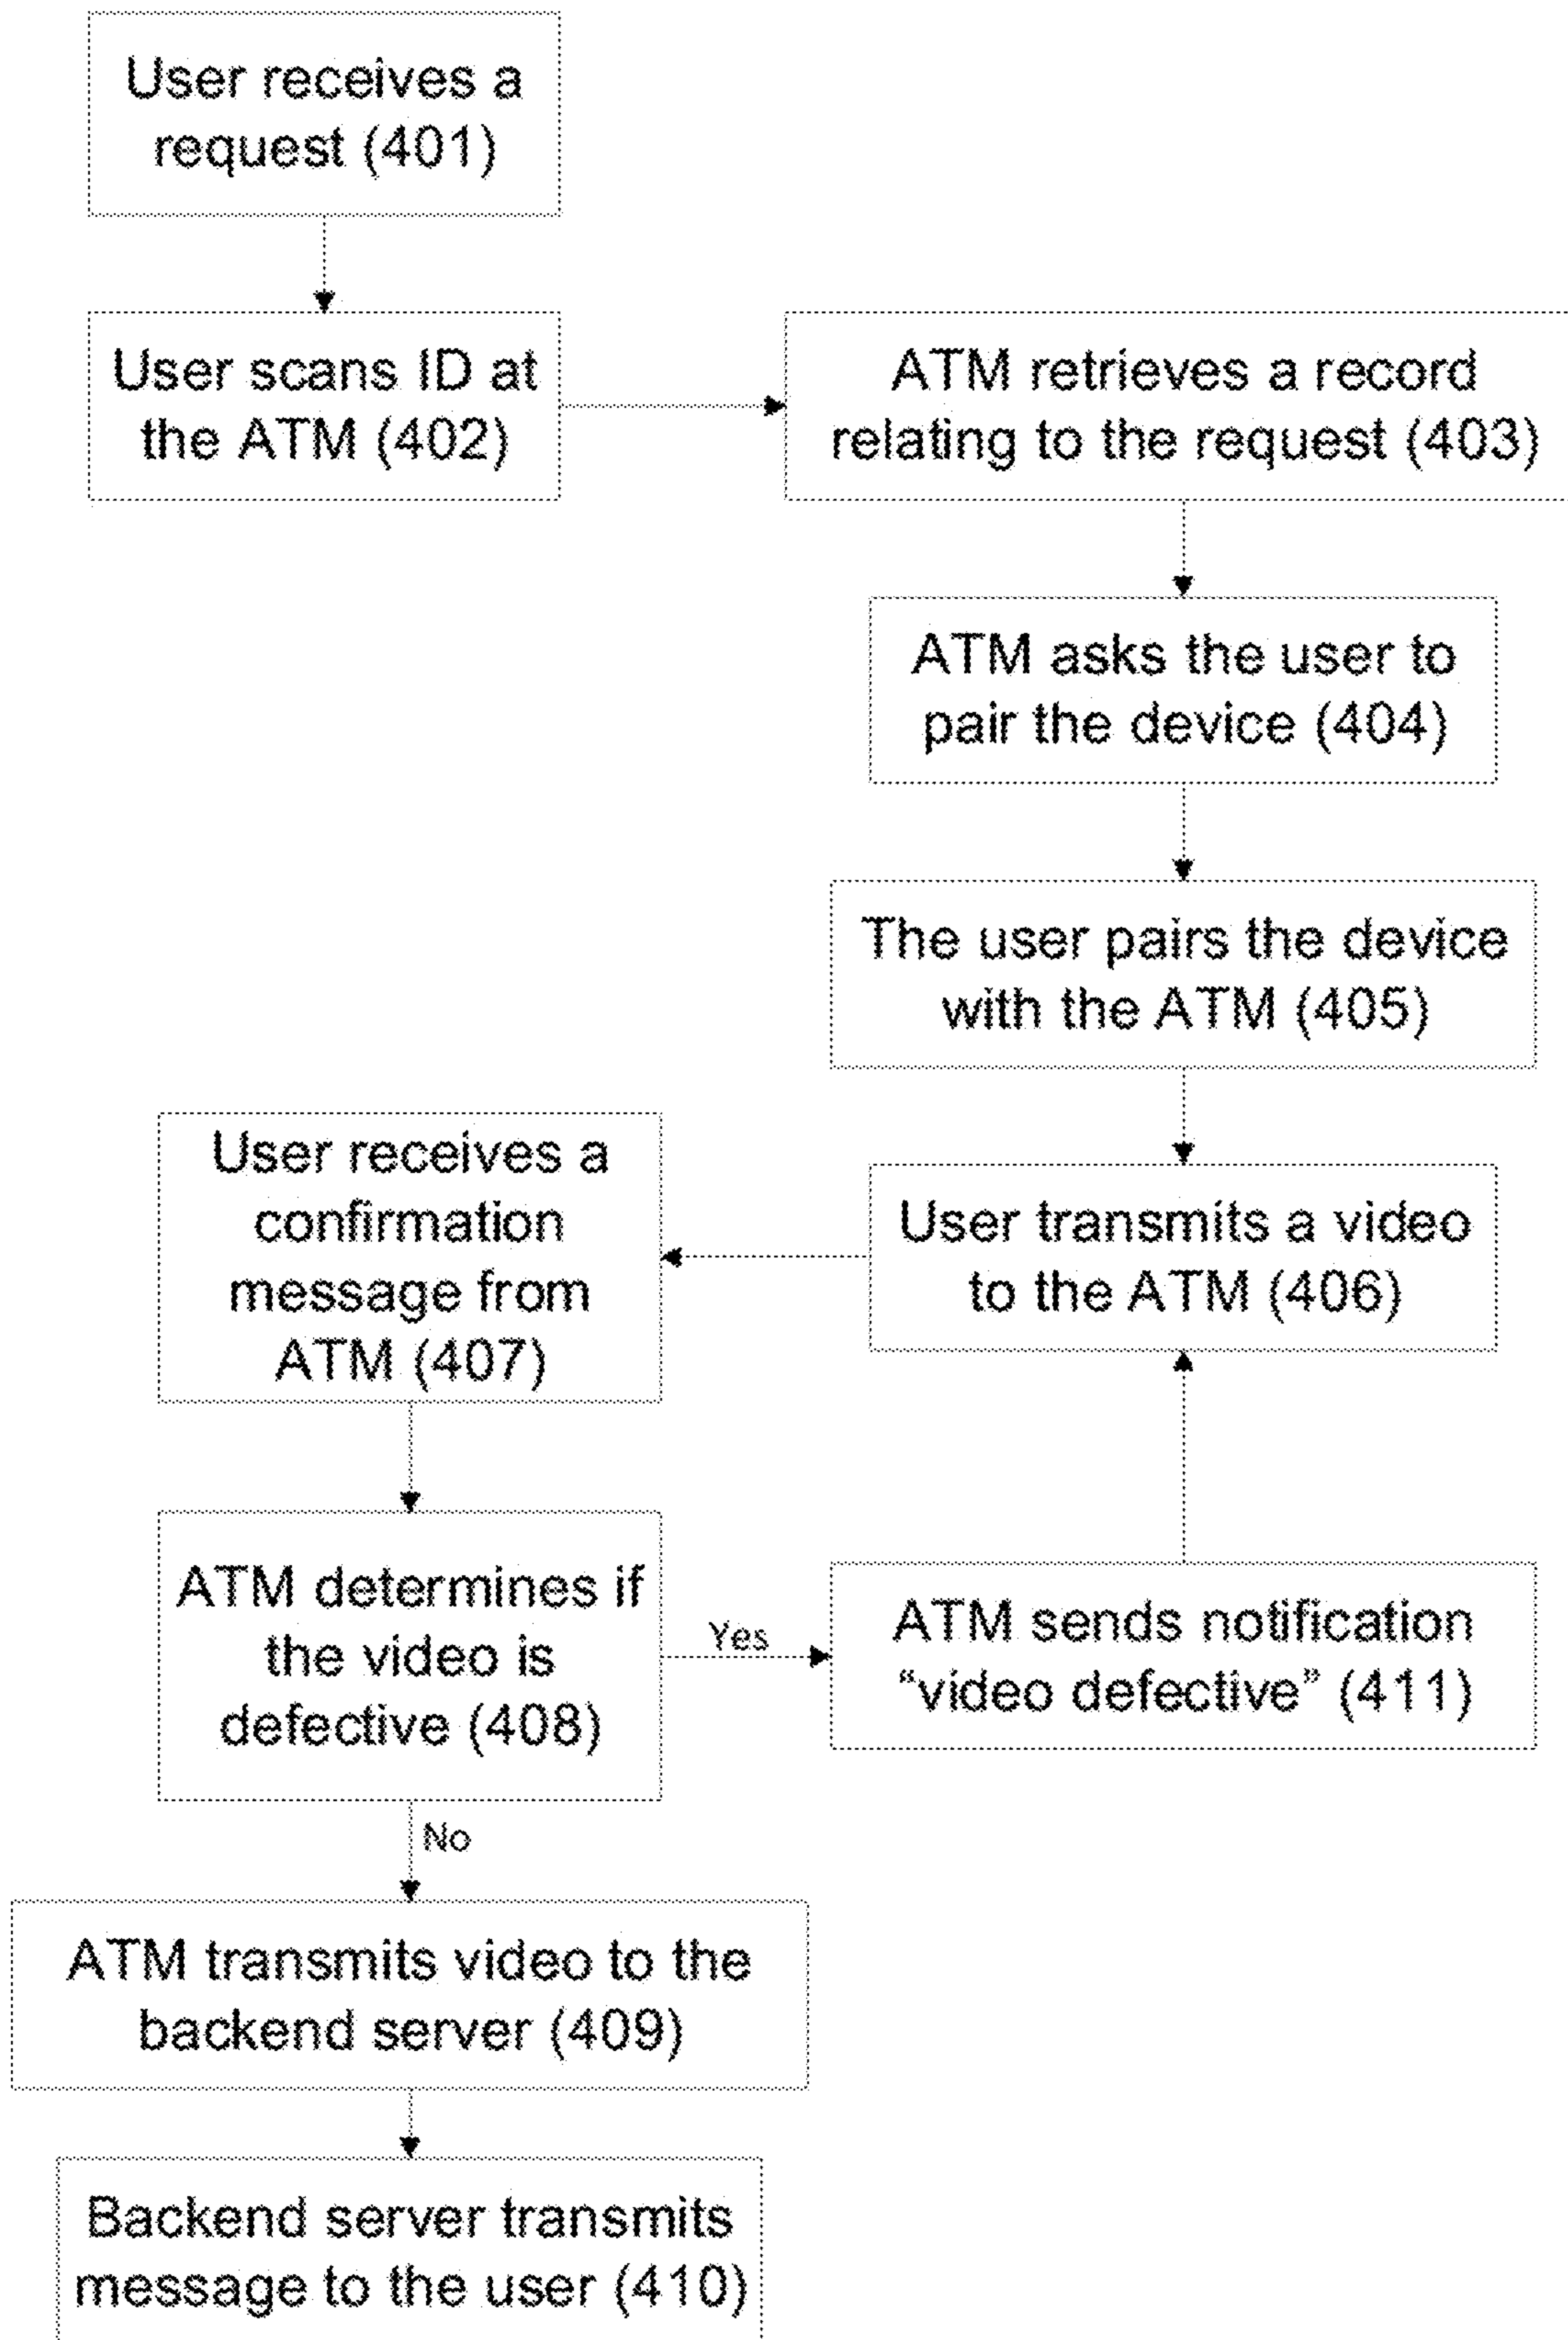 User receives a
request (401)
User scans ID at
the ATM (402)
ATM retrieves a record
relating to the request (403)
ATM asks the user to
pair the device (404)
The user pairs the device
with the ATM (405)
User transmits a video
to the ATM (406)
User receives a
confirmation
message from
ATM (407)
ATM determines if
the video is
defective (408)
Yes
ATM sends notification
“video defective” (411)
No
ATM transmits video to the
backend server (409)
Backend server transmits
message to the user (410)